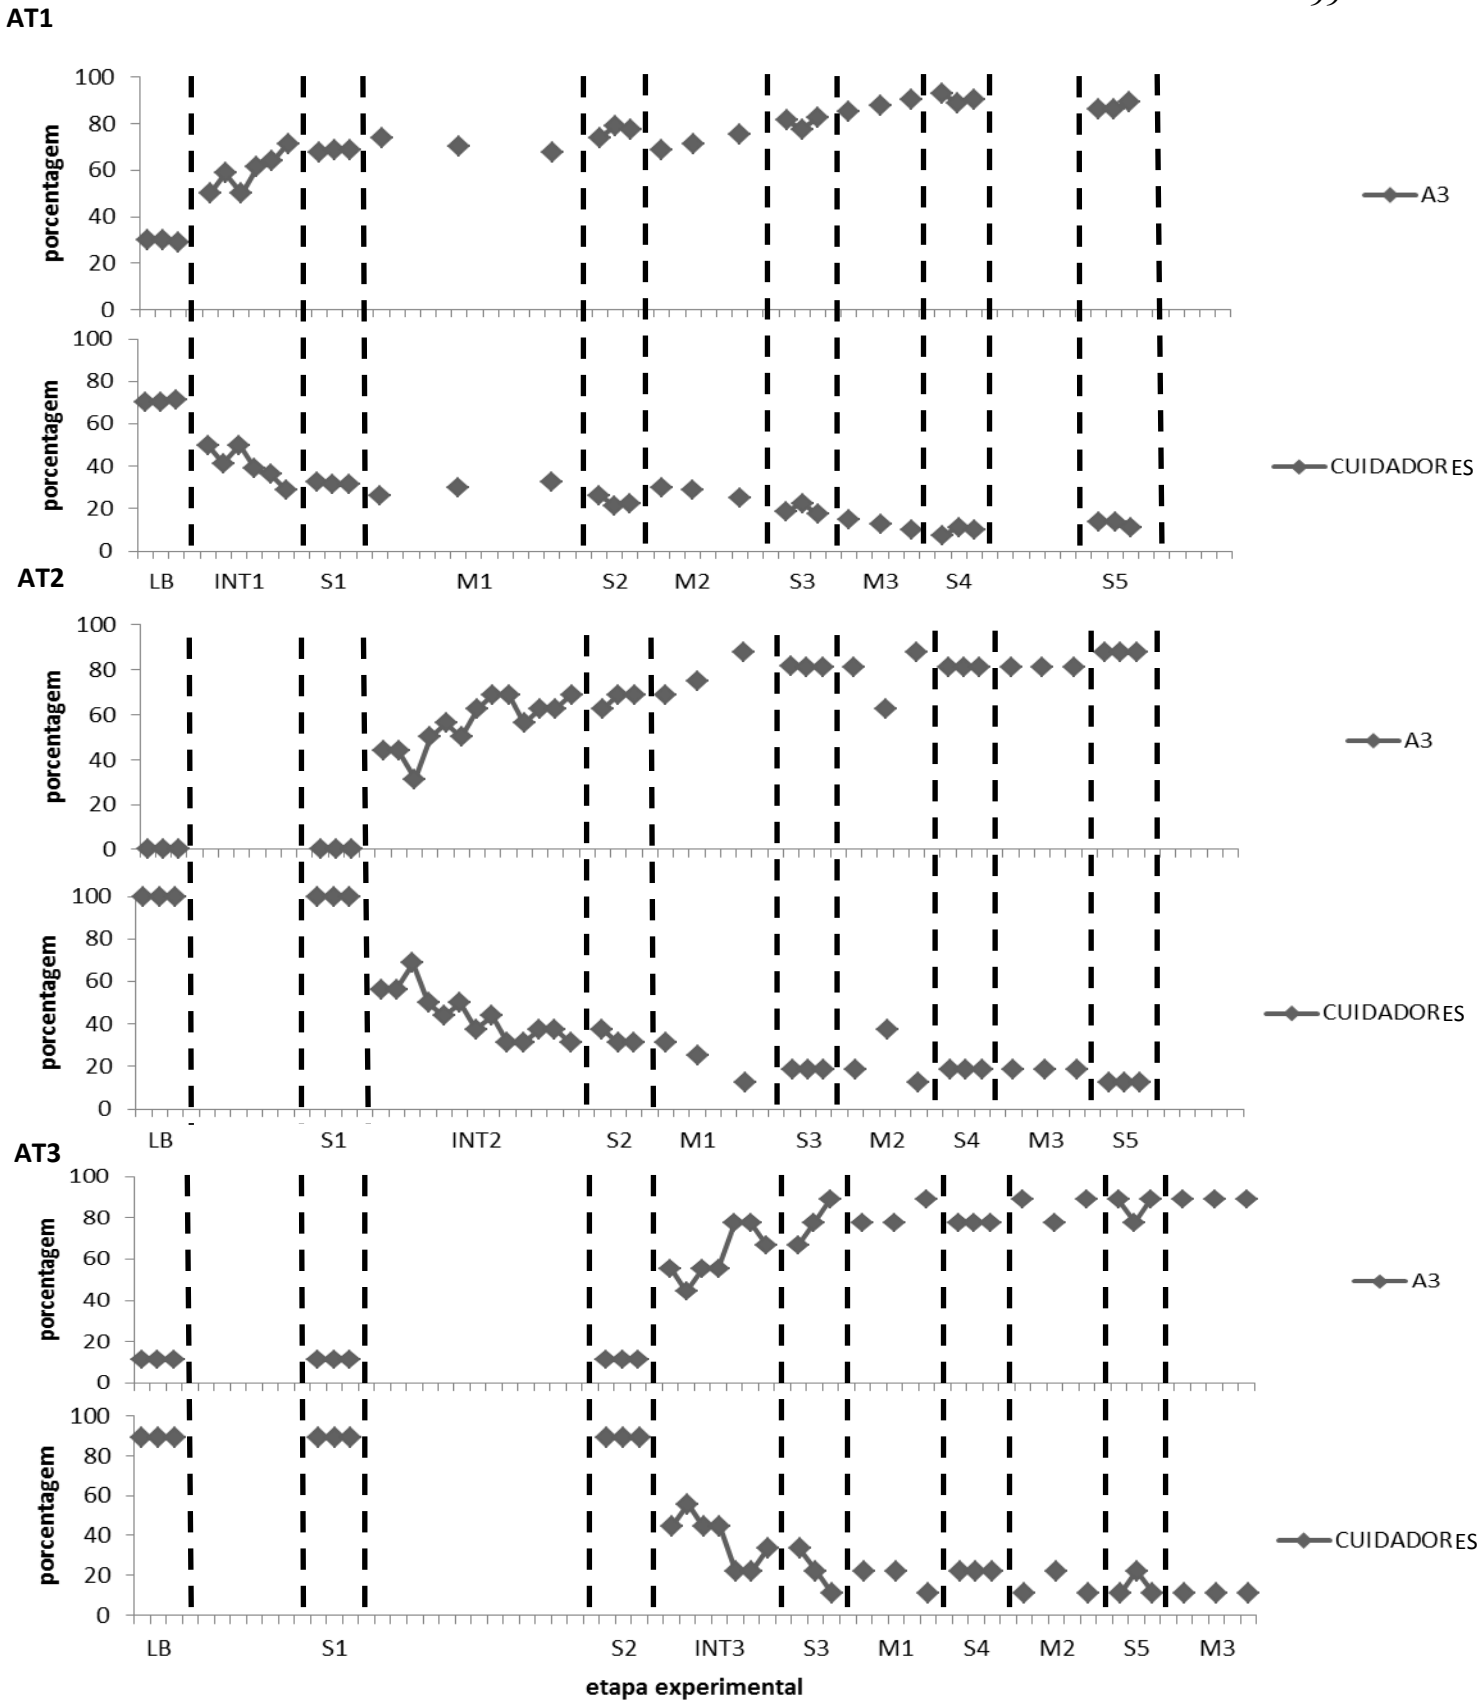 AT1
100
80
60
40
20
0
porcentagem
A3
100
80
60
40
20
0
porcentagem
CUIDADORES
LB INT1 S1 M1 S2 M2 S3 M3 S4 S5
AT2
100
80
60
40
20
0
porcentagem
A3
100
80
60
40
20
0
porcentagem
CUIDADORES
LB S1 INT2 S2 M1 S3 M2 S4 M3 S5
AT3
100
80
60
40
20
0
porcentagem
A3
100
80
60
40
20
0
porcentagem
CUIDADORES
LB S1 S2 INT3 S3 M1 S4 M2 S5 M3
etapa experimental